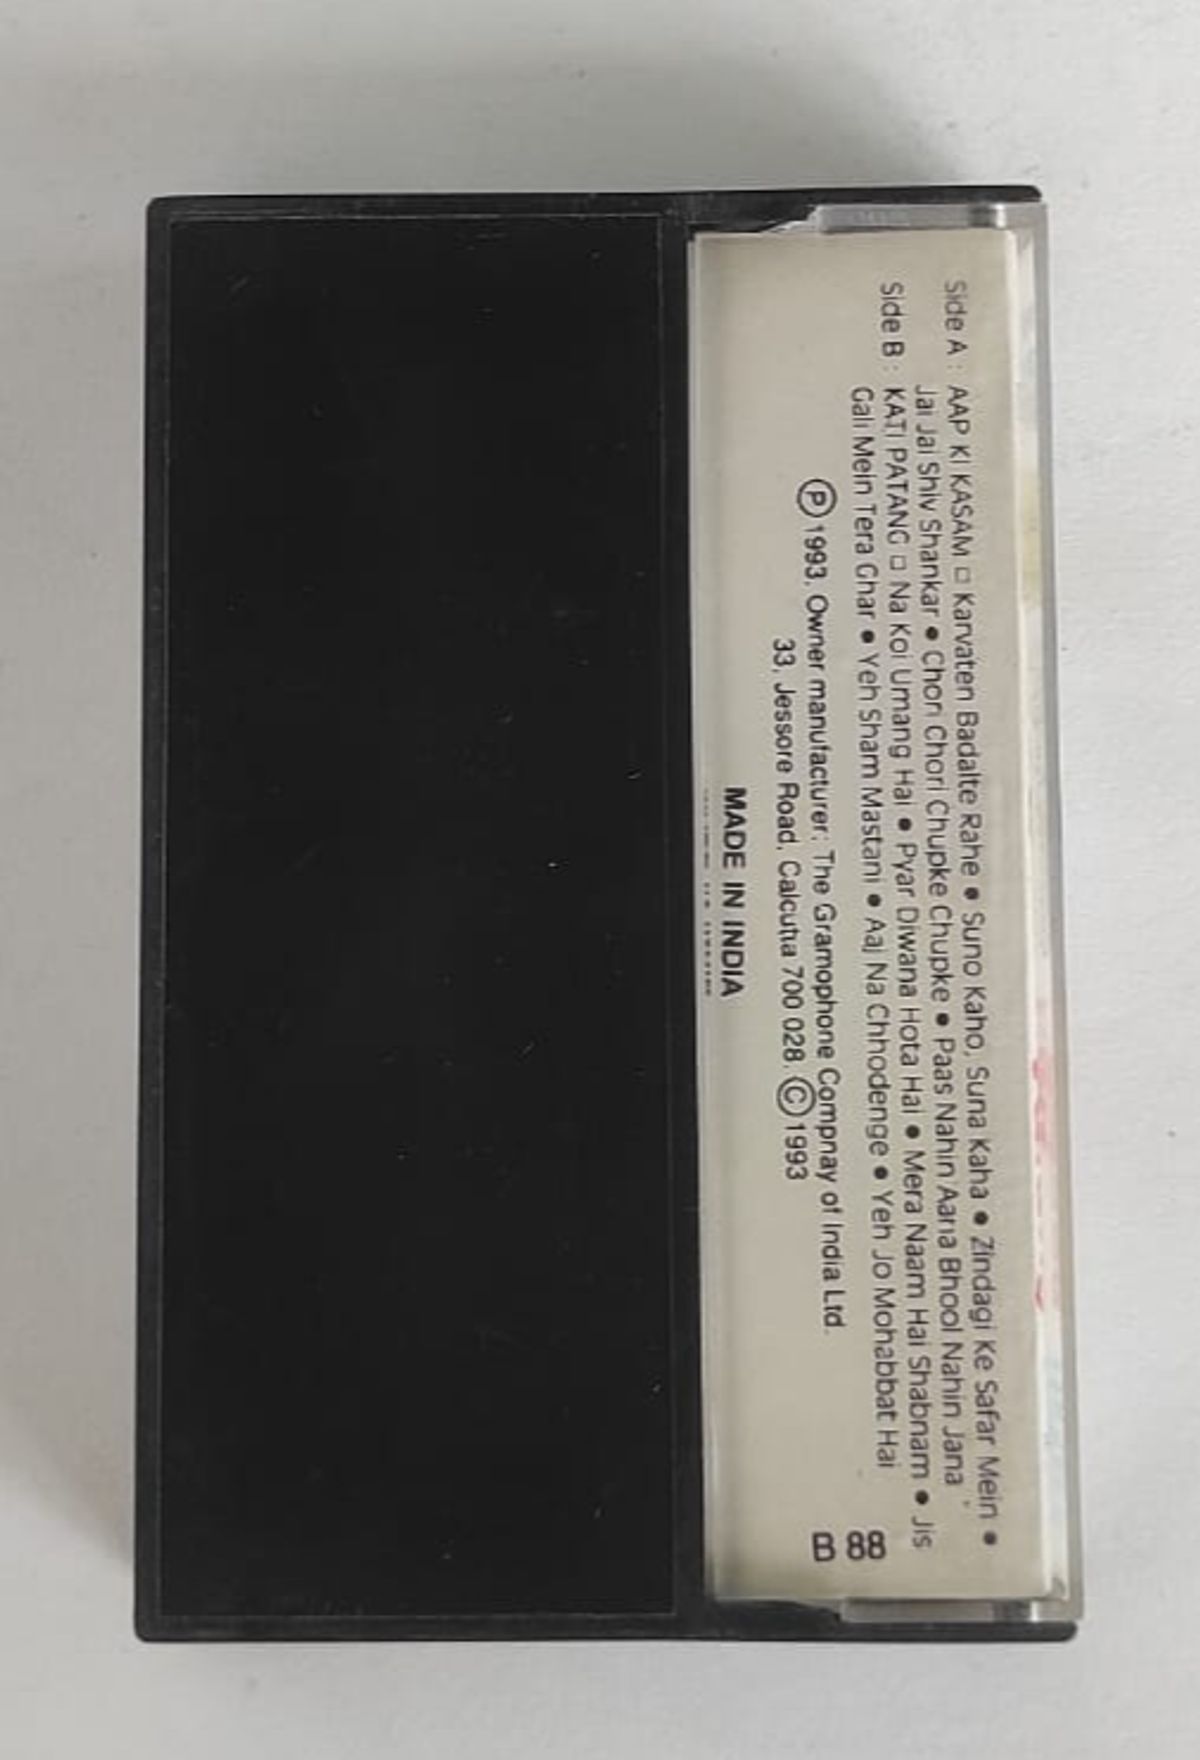 Side A : AAP KI KASAM □ Karvaten Badalte Rahe ● Suno Kaho, Suna Kaha ● Zindagi Ke Safar Mein ●
Jai Jai Shiv Shankar ● Chori Chori Chupke Chupke ● Paas Nahin Aana Bhool Nahin Jana
Side B : KATI PATANG □ Na Koi Umang Hai ● Pyar Diwana Hota Hai ● Mera Naam Hai Shabnam ● Jis
Gali Mein Tera Ghar ● Yeh Sham Mastani ● Aaj Na Chhodenge ● Yeh Jo Mohabbat Hai
Ⓟ 1993. Owner manufacturer: The Gramophone Compnay of India Ltd.
33, Jessore Road, Calcutta 700 028. Ⓒ 1993
88
B
MADE IN INDIA